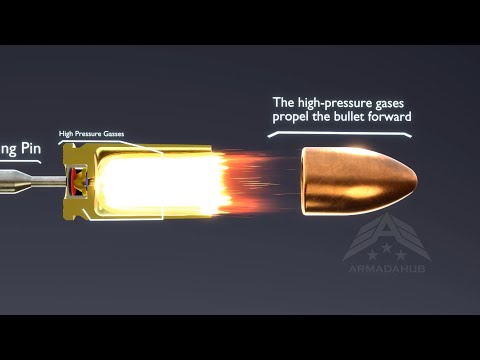 The high-pressure gases
propel the bullet forward
High Pressure Gasses
ng Pin
ARMADAHUB